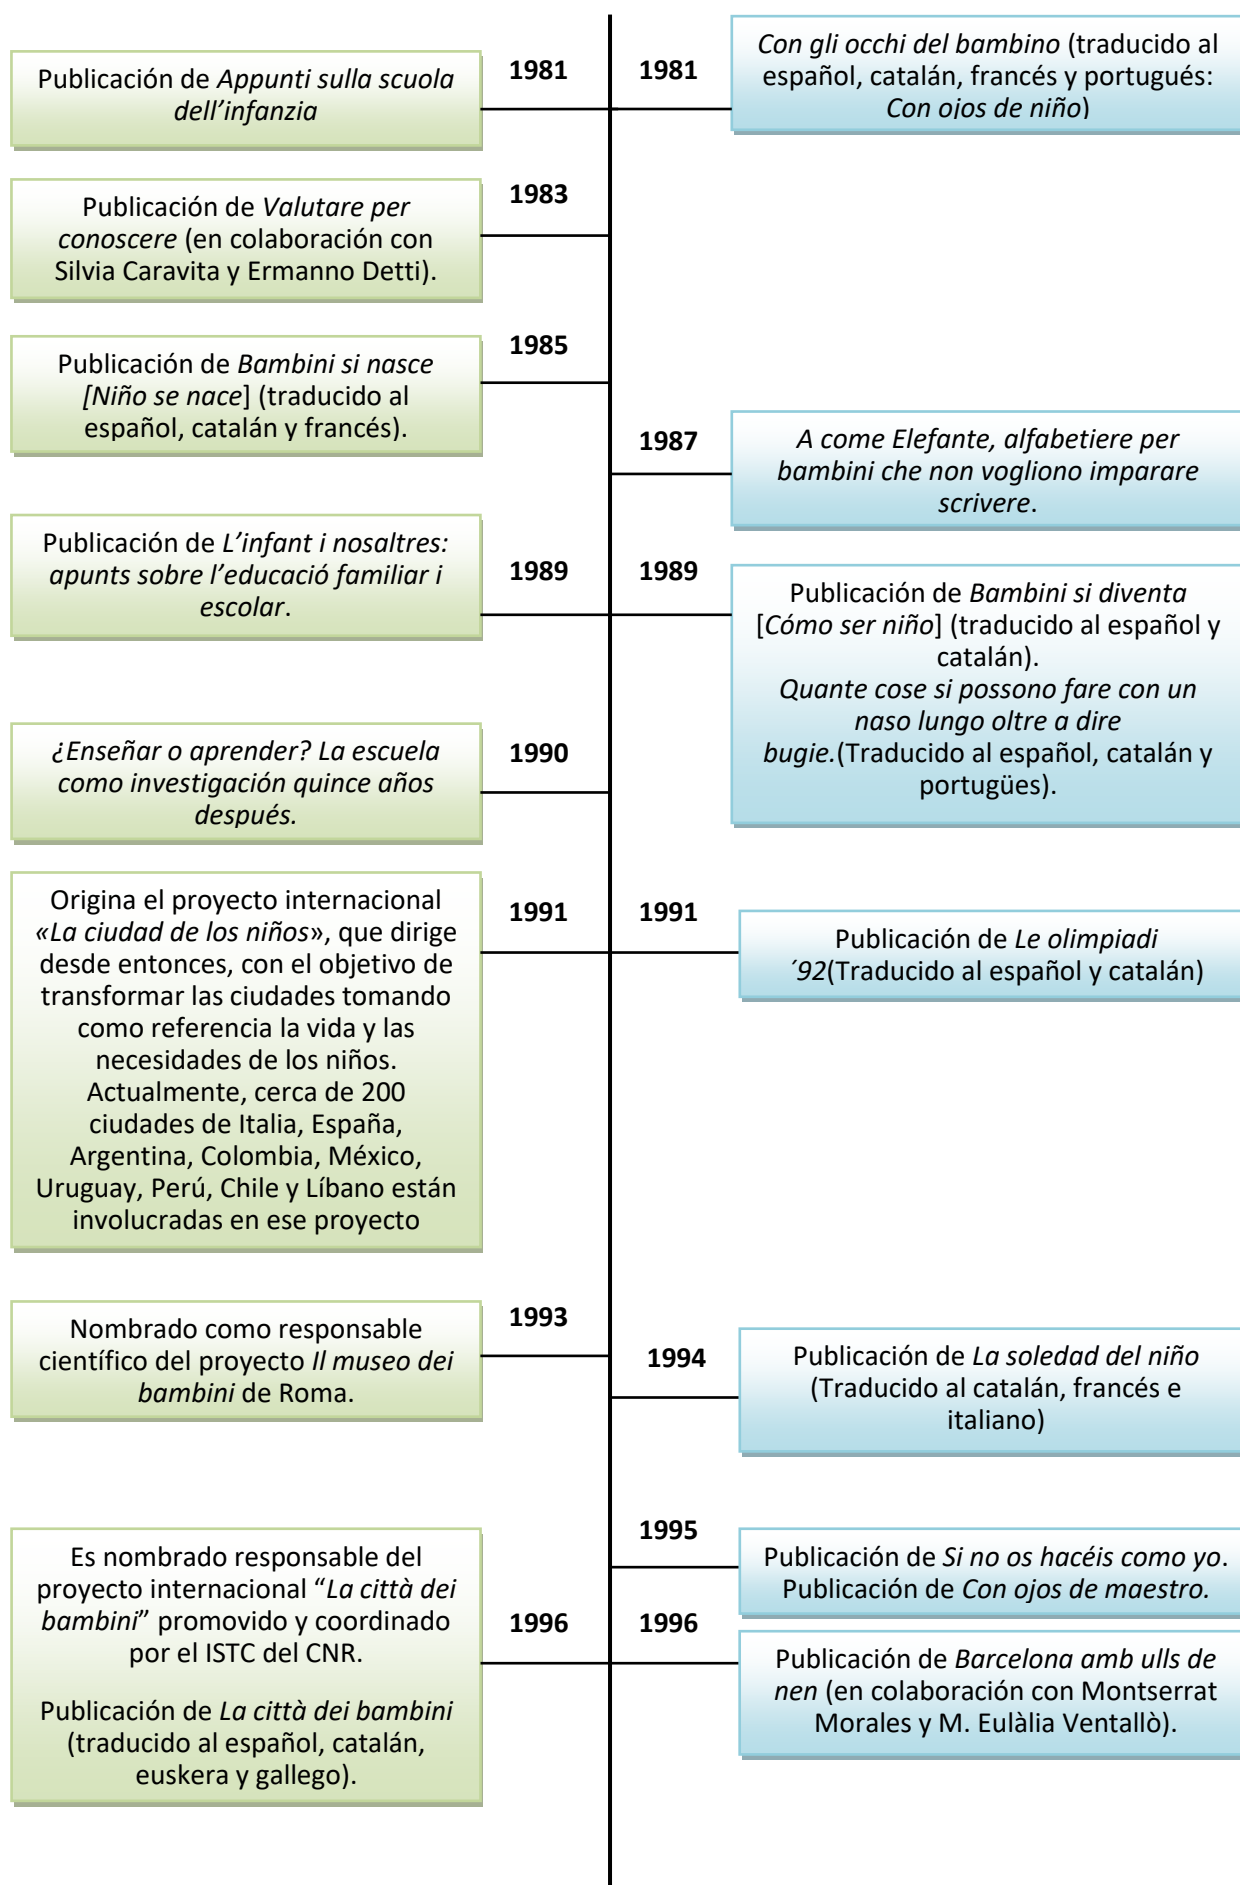 1981
Publicación de Appunti sulla scuola
dell’infanzia
1981
Con gli occhi del bambino (traducido al
español, catalán, francés y portugués:
Con ojos de niño)
1983
Publicación de Valutare per
conoscere (en colaboración con
Silvia Caravita y Ermanno Detti).
1985
Publicación de Bambini si nasce
[Niño se nace] (traducido al
español, catalán y francés).
1987
A come Elefante, alfabetiere per
bambini che non vogliono imparare
scrivere.
1989
Publicación de L’infant i nosaltres:
apunts sobre l’educació familiar i
escolar.
1989
Publicación de Bambini si diventa
[Cómo ser niño] (traducido al español y
catalán).
Quante cose si possono fare con un
naso lungo oltre a dire
bugie.(Traducido al español, catalán y
portugües).
1990
¿Enseñar o aprender? La escuela
como investigación quince años
después.
1991
Origina el proyecto internacional
«La ciudad de los niños», que dirige
desde entonces, con el objetivo de
transformar las ciudades tomando
como referencia la vida y las
necesidades de los niños.
Actualmente, cerca de 200
ciudades de Italia, España,
Argentina, Colombia, México,
Uruguay, Perú, Chile y Líbano están
involucradas en ese proyecto
1991
Publicación de Le olimpiadi
´92(Traducido al español y catalán)
1993
Nombrado como responsable
científico del proyecto Il museo dei
bambini de Roma.
1994
Publicación de La soledad del niño
(Traducido al catalán, francés e
italiano)
1995
Publicación de Si no os hacéis como yo.
Publicación de Con ojos de maestro.
1996
Es nombrado responsable del
proyecto internacional “La città dei
bambini” promovido y coordinado
por el ISTC del CNR.
Publicación de La città dei bambini
(traducido al español, catalán,
euskera y gallego).
1996
Publicación de Barcelona amb ulls de
nen (en colaboración con Montserrat
Morales y M. Eulàlia Ventallò).